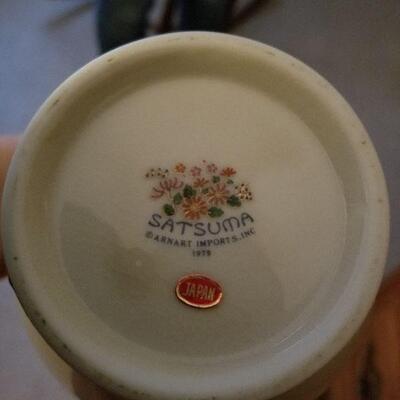 SATSUMA
©ARNART IMPORTS, INC
1979
JAPAN